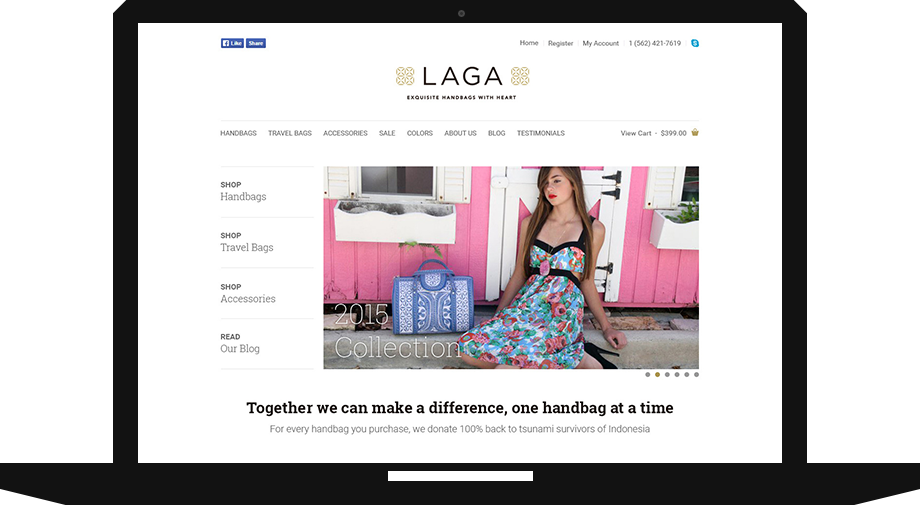 Like Share
Home Register My Account 1 (562) 421-7619
LAGA
EXQUISITE HANDBAGS WITH HEART
HANDBAGS TRAVEL BAGS ACCESSORIES SALE COLORS ABOUT US BLOG TESTIMONIALS View Cart - $399.00
SHOP
Handbags
SHOP
Travel Bags
SHOP
Accessories
READ
Our Blog
2015
Collection
Together we can make a difference, one handbag at a time
For every handbag you purchase, we donate 100% back to tsunami survivors of Indonesia